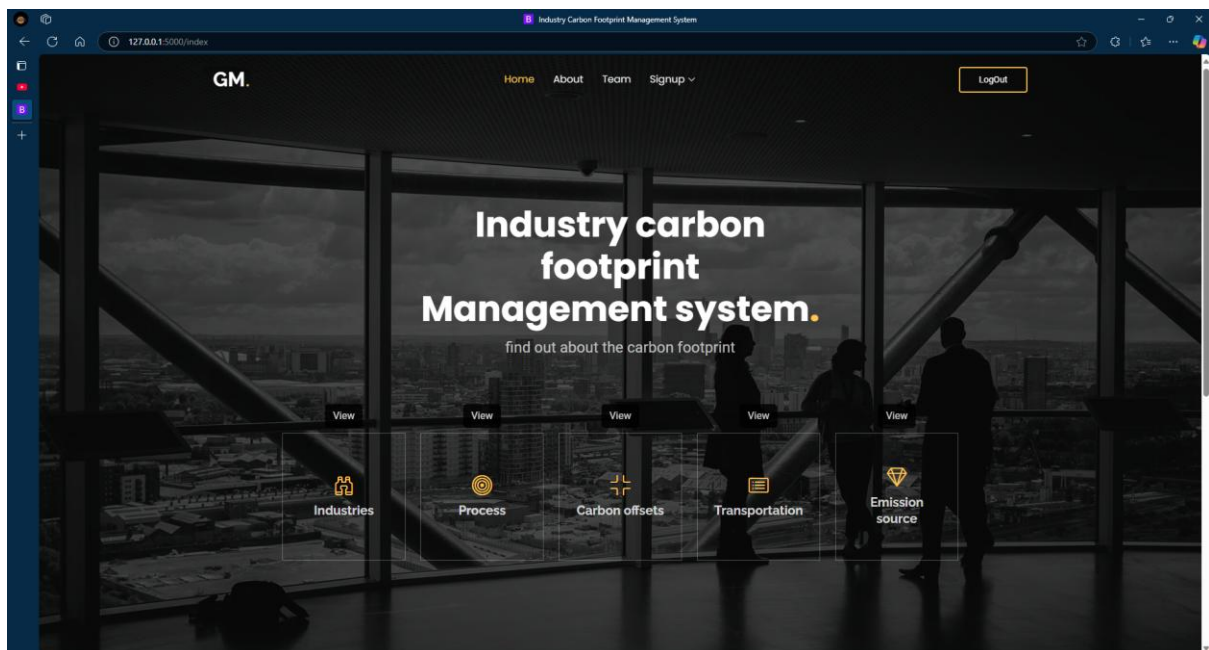 Industry Carbon Footprint Management System
127.0.0.1:5000/index
B
GM.
Home About Team Signup
LogOut
Industry carbon
footprint
Management system.
find out about the carbon footprint
View View View View View
Industries Process Carbon offsets Transportation Emission source